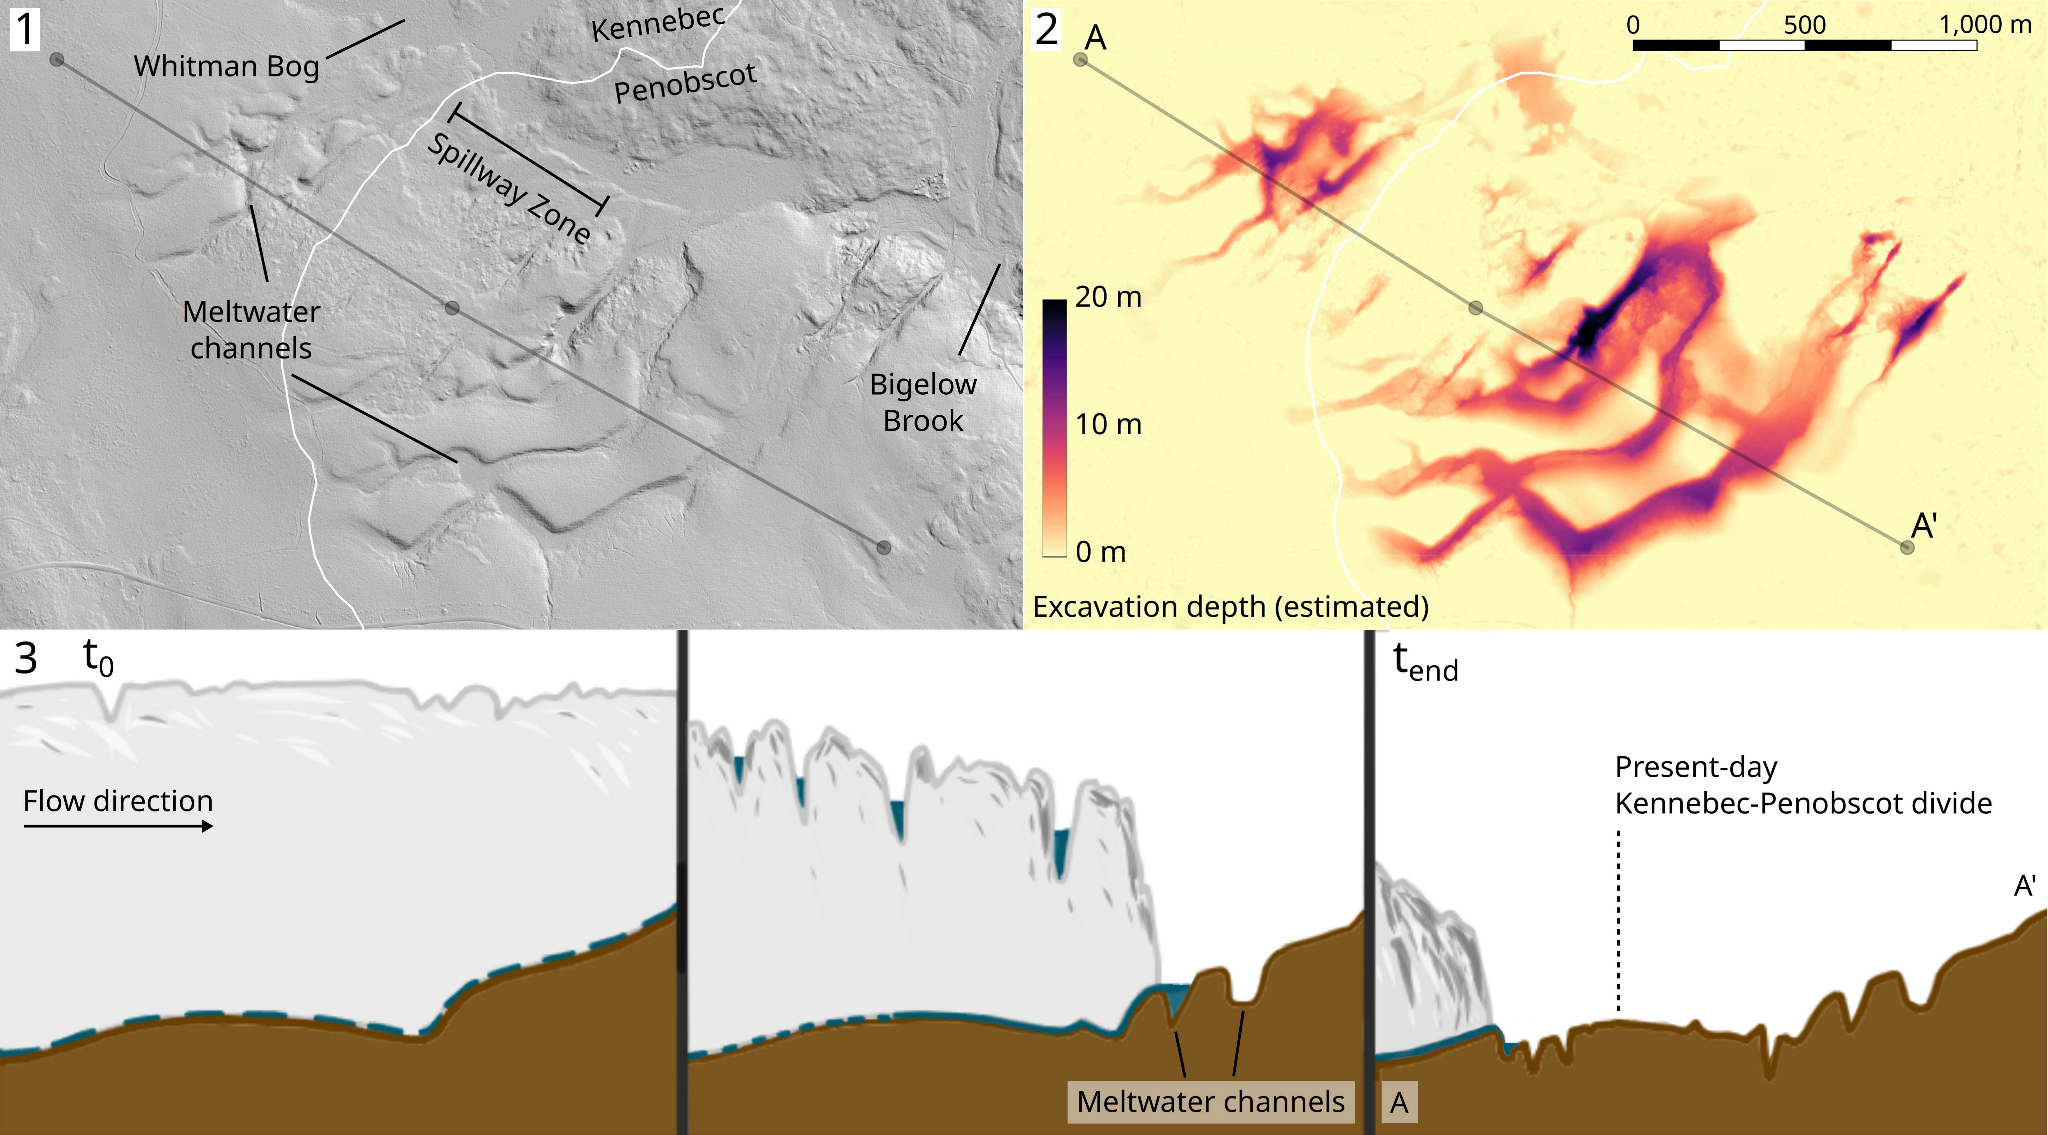 1
Whitman Bog
Kennebec
Penobscot
Spillway Zone
Meltwater
channels
Bigelow
Brook
2
A
0 500 1,000 m
20 m
10 m
0 m
A'
Excavation depth (estimated)
3 t0
Flow direction
Meltwater channels
tend
Present-day
Kennebec-Penobscot divide
A'
A